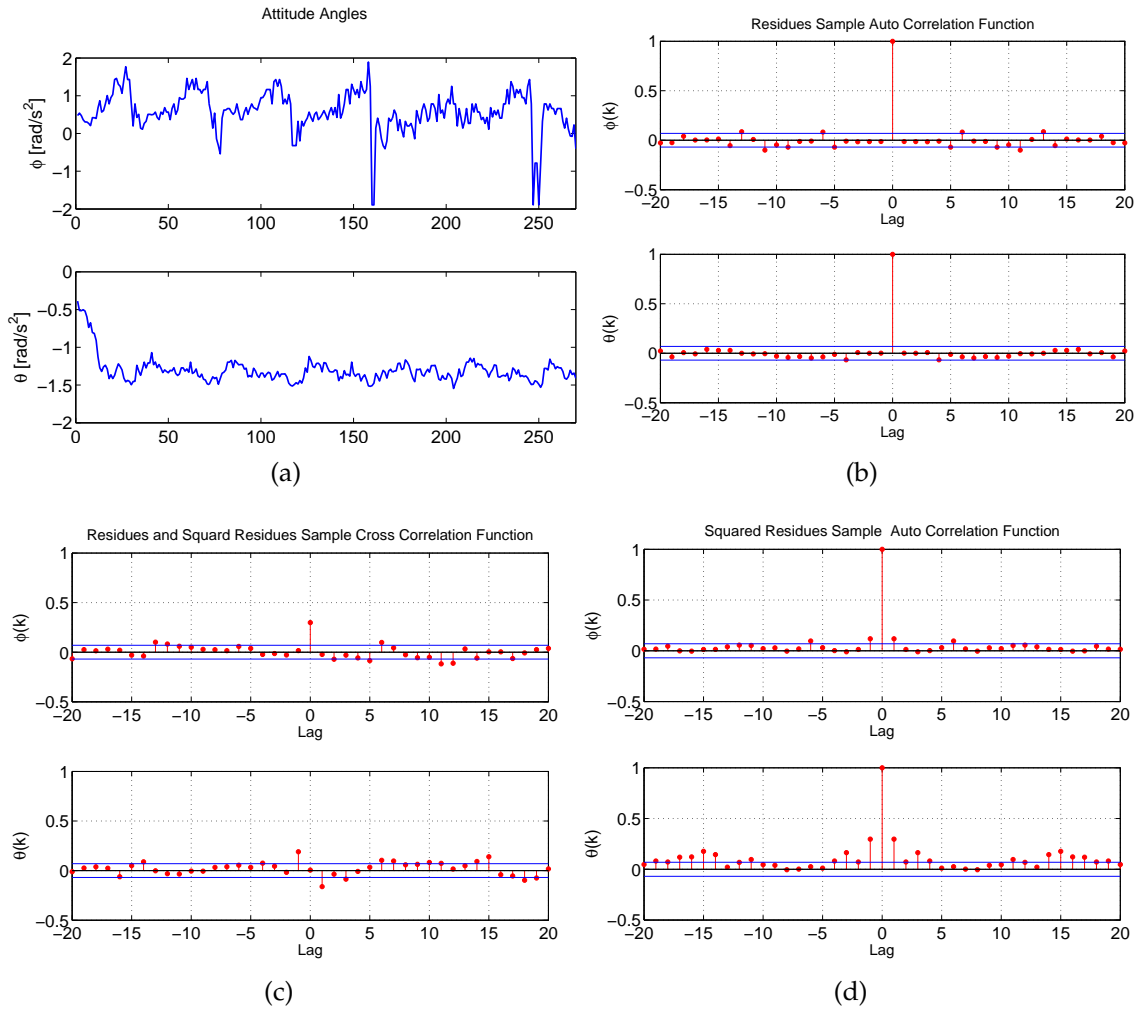 Attitude Angles
2
1
0
−1
−2
ϕ [rad/s²]
0 50 100 150 200 250
0
−0.5
−1
−1.5
−2
θ [rad/s²]
0 50 100 150 200 250
(a)
Residues Sample Auto Correlation Function
1
0.5
0
−0.5
ϕ(k)
−20 −15 −10 −5 0 5 10 15 20
Lag
1
0.5
0
−0.5
θ(k)
−20 −15 −10 −5 0 5 10 15 20
Lag
(b)
Residues and Squard Residues Sample Cross Correlation Function
1
0.5
0
−0.5
ϕ(k)
−20 −15 −10 −5 0 5 10 15 20
Lag
1
0.5
0
−0.5
θ(k)
−20 −15 −10 −5 0 5 10 15 20
Lag
(c)
Squared Residues Sample Auto Correlation Function
1
0.5
0
−0.5
ϕ(k)
−20 −15 −10 −5 0 5 10 15 20
Lag
1
0.5
0
−0.5
θ(k)
−20 −15 −10 −5 0 5 10 15 20
Lag
(d)